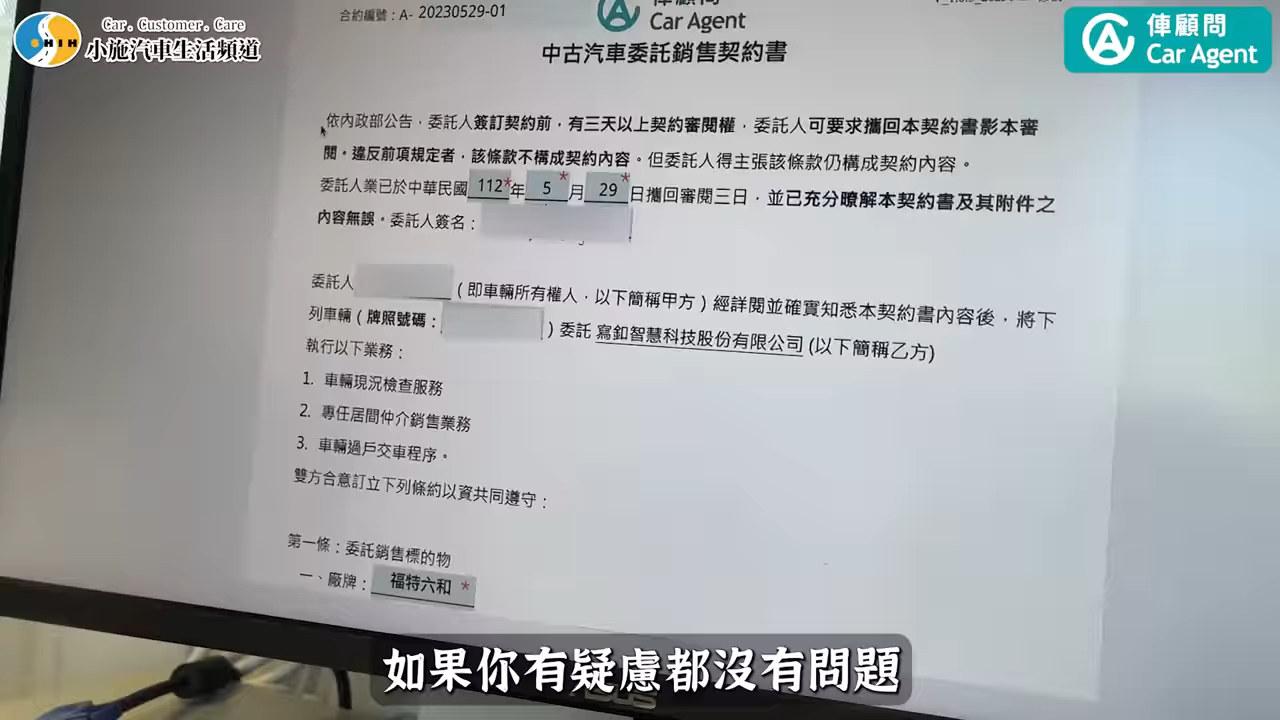 Car . Customer . Care
小施汽車生活頻道
SHIH
俥顧問
Car Agent
合約編號：A- 20230529-01
俥顧問
Car Agent
中古汽車委託銷售契約書
依內政部公告，委託人簽訂契約前，有三天以上契約審閱權，委託人可要求攜回本契約書影本審
閱。違反前項規定者，該條款不構成契約內容。但委託人得主張該條款仍構成契約內容。
委託人業已於中華民國 112* 年 5* 月 29* 日攜回審閱三日，並已充分瞭解本契約書及其附件之
內容無誤。委託人簽名：
委託人（即車輛所有權人，以下簡稱甲方）經詳閱並確實知悉本契約書內容後，將下
列車輛（牌照號碼：）委託 寫釦智慧科技股份有限公司 (以下簡稱乙方)
執行以下業務：
1. 車輛現況檢查服務
2. 專任居間仲介銷售業務
3. 車輛過戶交車程序。
雙方合意訂立下列條約以資共同遵守：
第一條：委託銷售標的物
一、廠牌：福特六和 *
如果你有疑慮都沒有問題